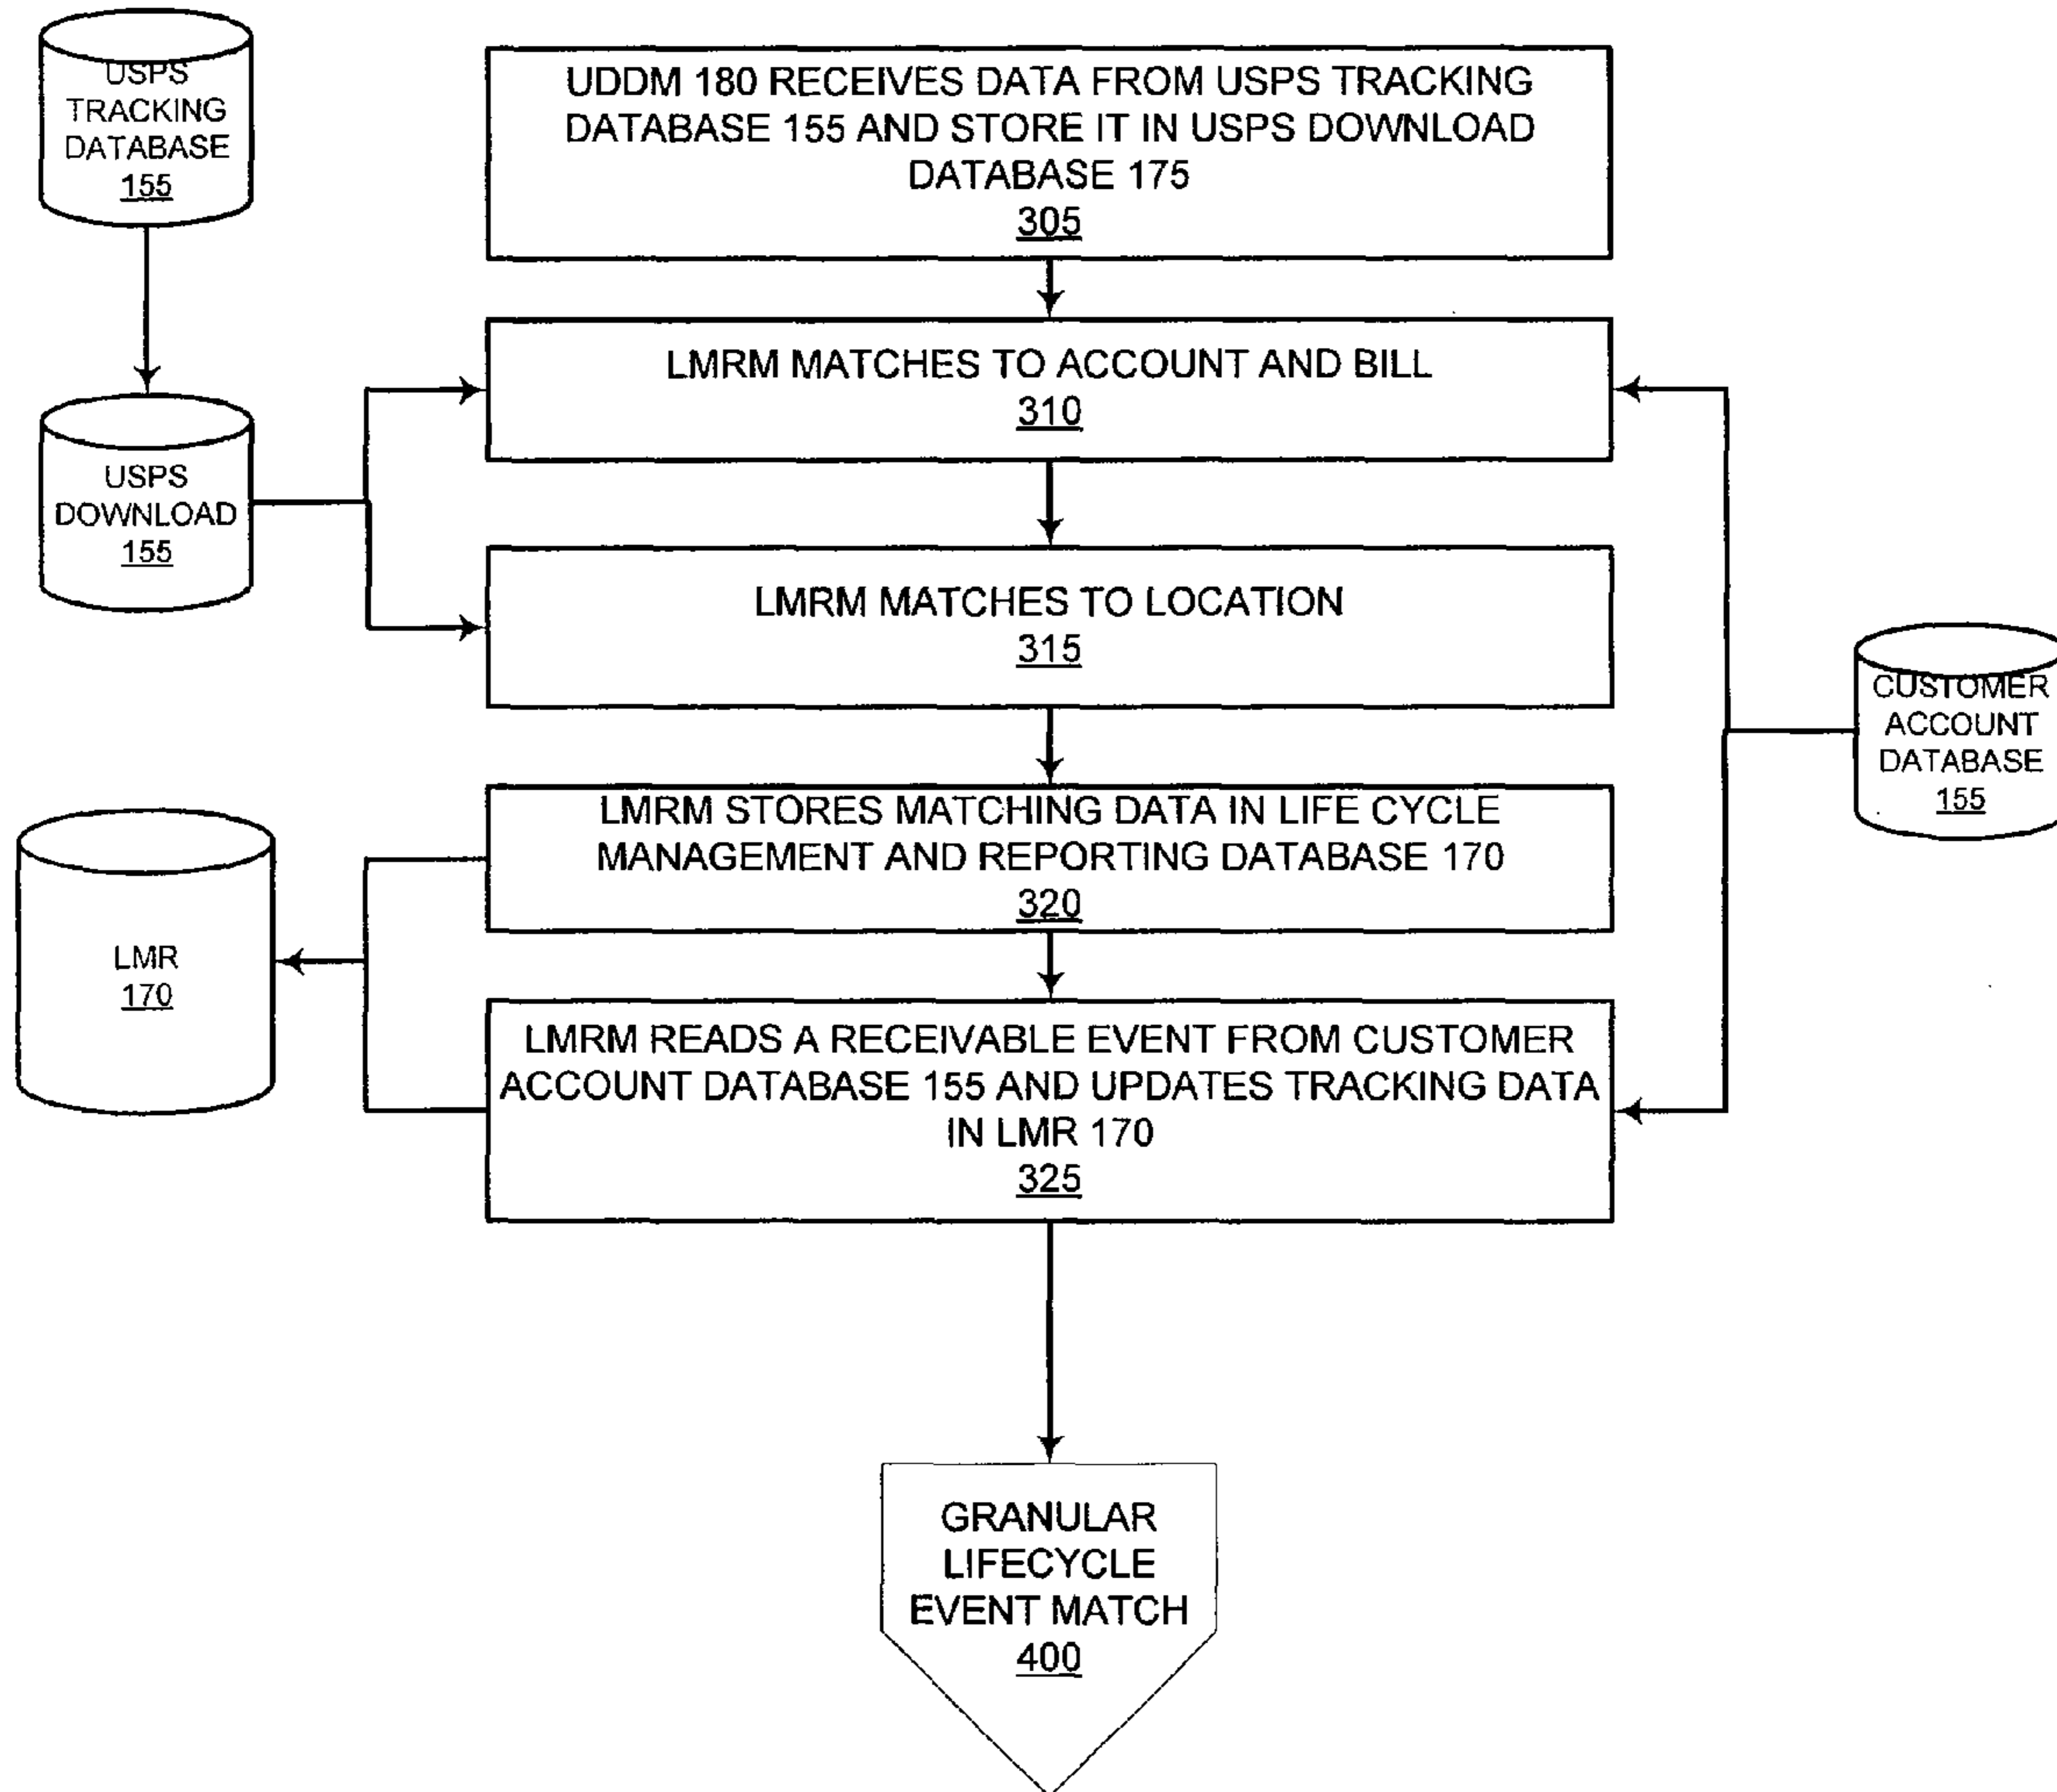 USPS
TRACKING
DATABASE
155
UDDM 180 RECEIVES DATA FROM USPS TRACKING
DATABASE 155 AND STORE IT IN USPS DOWNLOAD
DATABASE 175
305
LMRM MATCHES TO ACCOUNT AND BILL
310
USPS
DOWNLOAD
155
LMRM MATCHES TO LOCATION
315
CUSTOMER
ACCOUNT
DATABASE
155
LMRM STORES MATCHING DATA IN LIFE CYCLE
MANAGEMENT AND REPORTING DATABASE 170
320
LMR
170
LMRM READS A RECEIVABLE EVENT FROM CUSTOMER
ACCOUNT DATABASE 155 AND UPDATES TRACKING DATA
IN LMR 170
325
GRANULAR
LIFECYCLE
EVENT MATCH
400